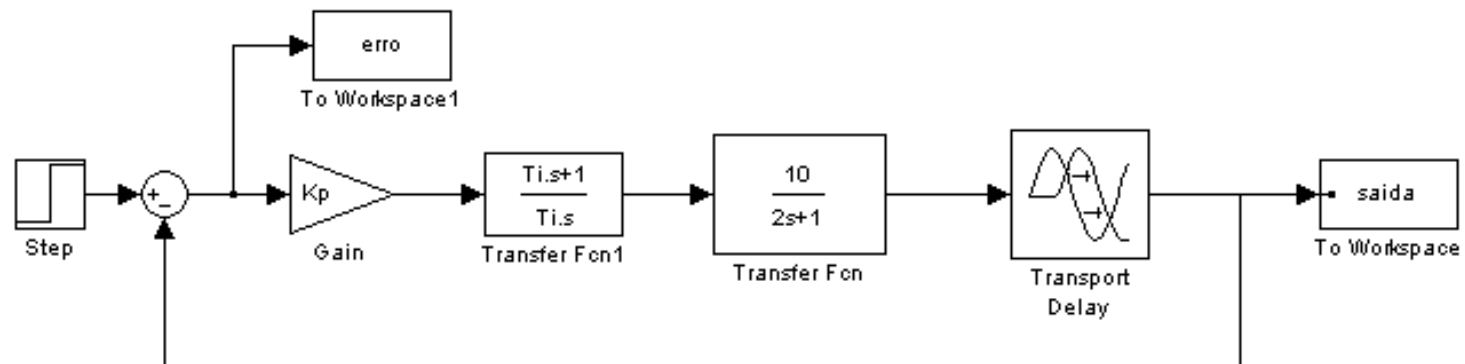 erro
To Workspace1
Step
+
−
Kp
Gain
Ti.s+1
Ti.s
Transfer Fcn1
10
2s+1
Transfer Fcn
Transport
Delay
saida
To Workspace